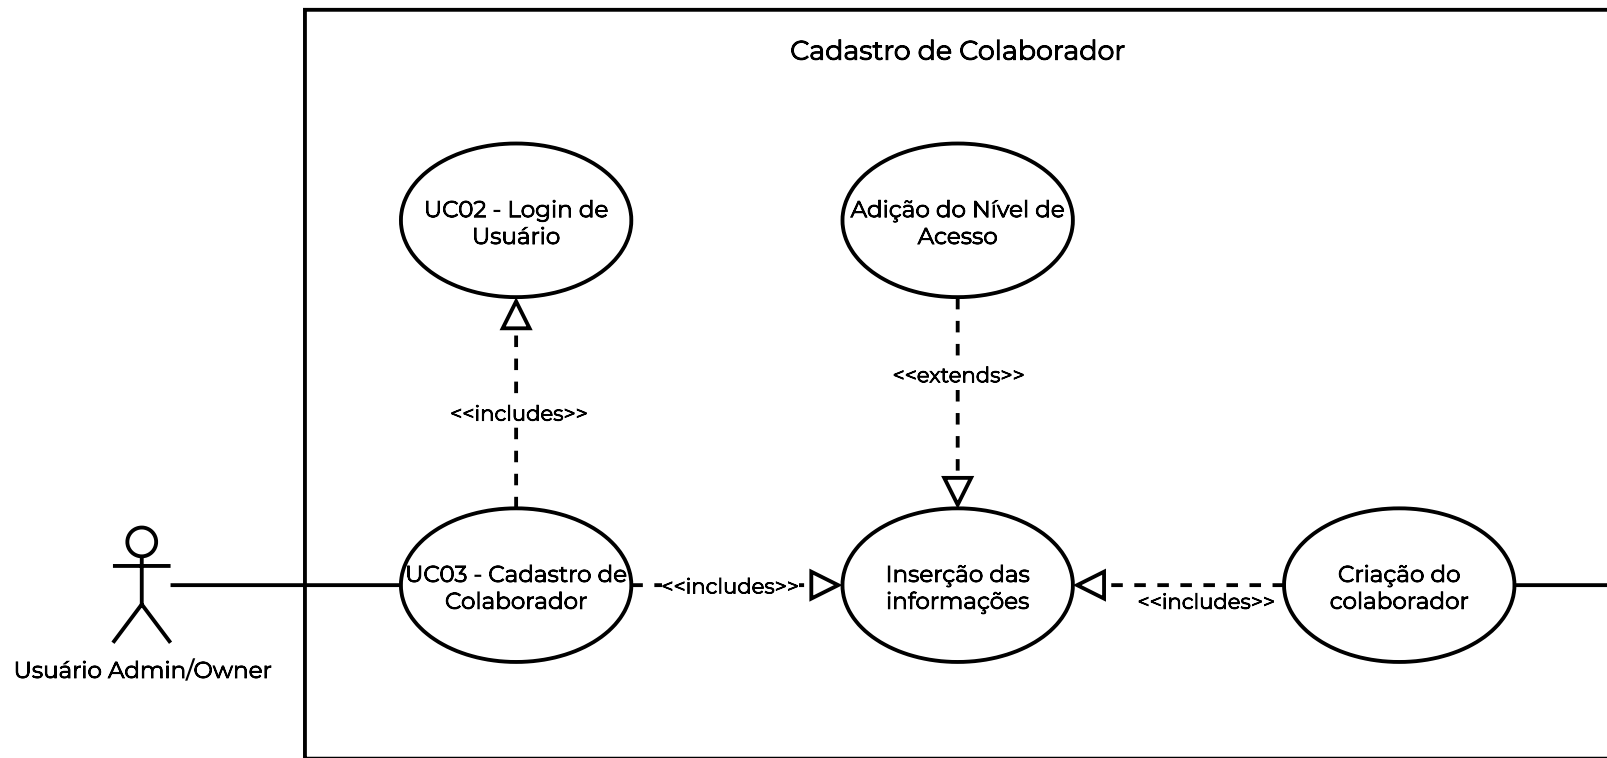 Cadastro de Colaborador
UC02 - Login de
Usuário
Adição do Nível de
Acesso
<<extends>>
<<includes>>
UC03 - Cadastro de
Colaborador
<<includes>>
Inserção das
informações
<<includes>>
Criação do
colaborador
Usuário Admin/Owner